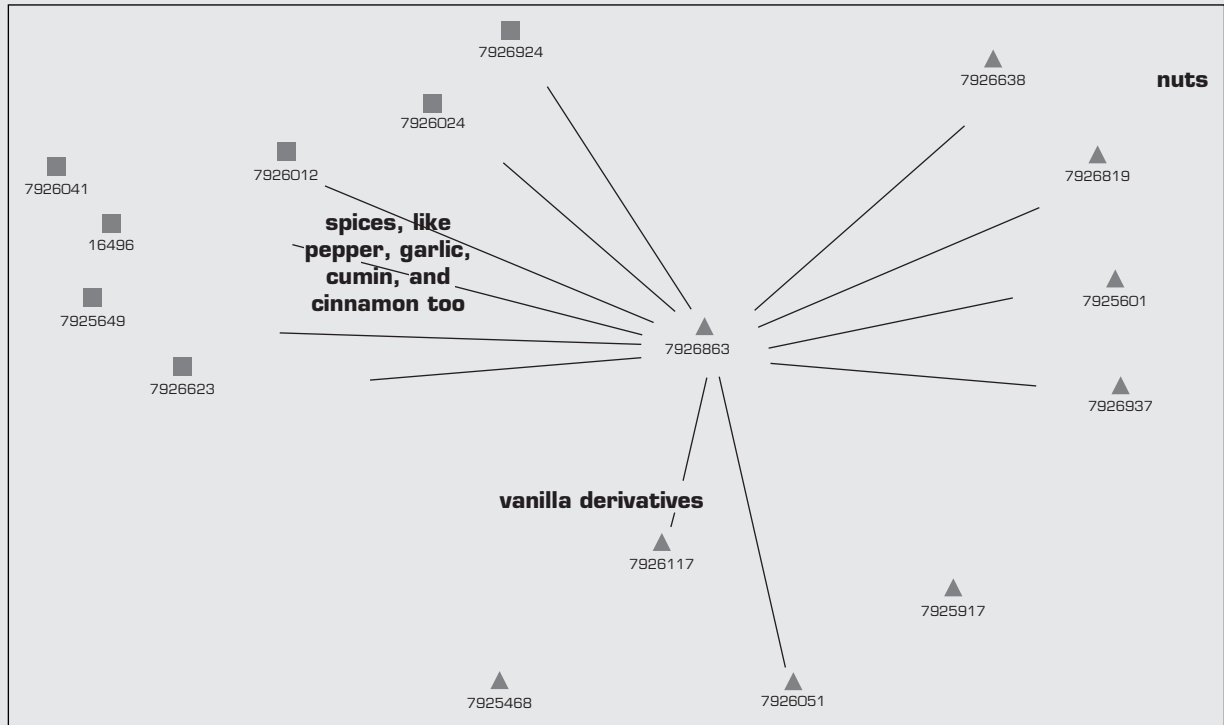 7926924
7926638
nuts
7926024
7926012
7926819
7926041
spices, like
pepper, garlic,
cumin, and
cinnamon too
16496
7925601
7925649
7926863
7926623
7926937
vanilla derivatives
7926117
7925917
7925468
7926051